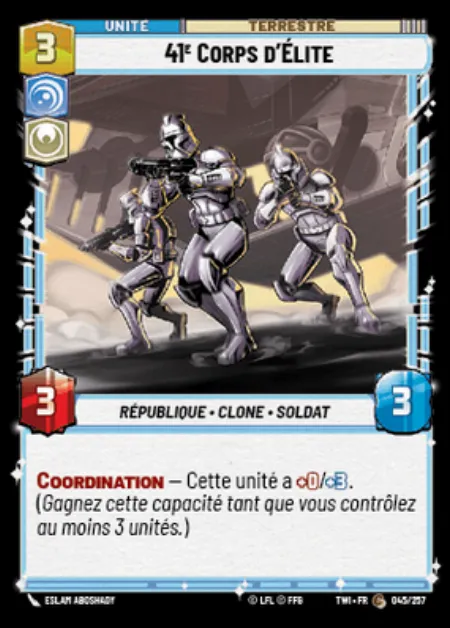 UNITÉ TERRESTRE
3 41ᴱ CORPS D'ÉLITE
3 RÉPUBLIQUE • CLONE • SOLDAT 3
COORDINATION – Cette unité a +0/+3.
(Gagnez cette capacité tant que vous contrôlez
au moins 3 unités.)
ESLAM ABOSHADY © LFL © FFG TWI • FR C 045/257